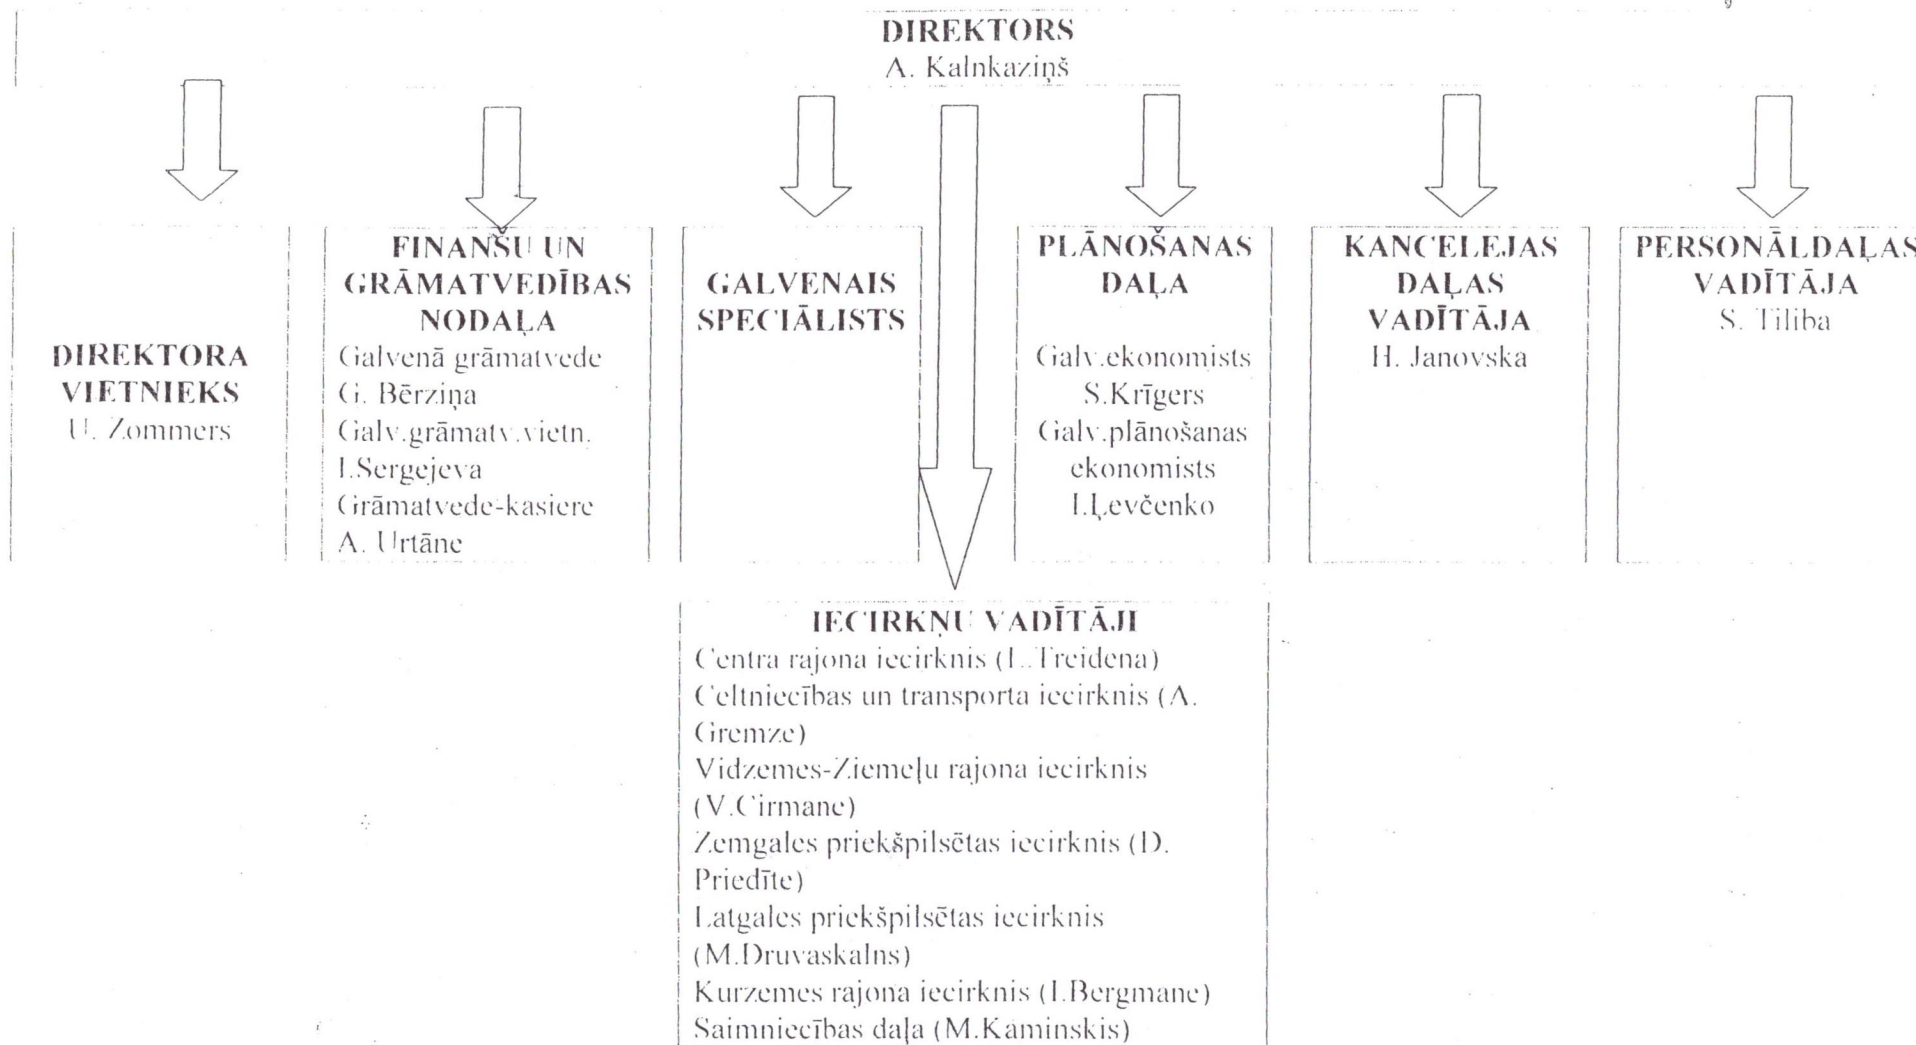 DIREKTORS
A. Kalnkaziņš
DIREKTORA
VIETNIEKS
U. Zommers
FINANŠU UN
GRĀMATVEDĪBAS
NODAĻA
Galvenā grāmatvede
G. Bērziņa
Galv.grāmatv.vietn.
I.Sergejeva
Grāmatvede-kasiere
A. Urtāne
GALVENAIS
SPECIĀLISTS
PLĀNOŠANAS
DAĻA
Galv.ekonomists
S.Krīgers
Galv.plānošanas
ekonomists
I.Ļevčenko
KANCELEJAS
DAĻAS
VADĪTĀJA
H. Janovska
PERSONĀLDAĻAS
VADĪTĀJA
S. Tiliba
IECIRKŅU VADĪTĀJI
Centra rajona iecirknis (L.Treidena)
Celtniecības un transporta iecirknis (A.
Gremze)
Vidzemes-Ziemeļu rajona iecirknis
(V.Cirmane)
Zemgales priekšpilsētas iecirknis (D.
Priedīte)
Latgales priekšpilsētas iecirknis
(M.Druvaskalns)
Kurzemes rajona iecirknis (I.Bergmane)
Saimniecības daļa (M.Kaminskis)